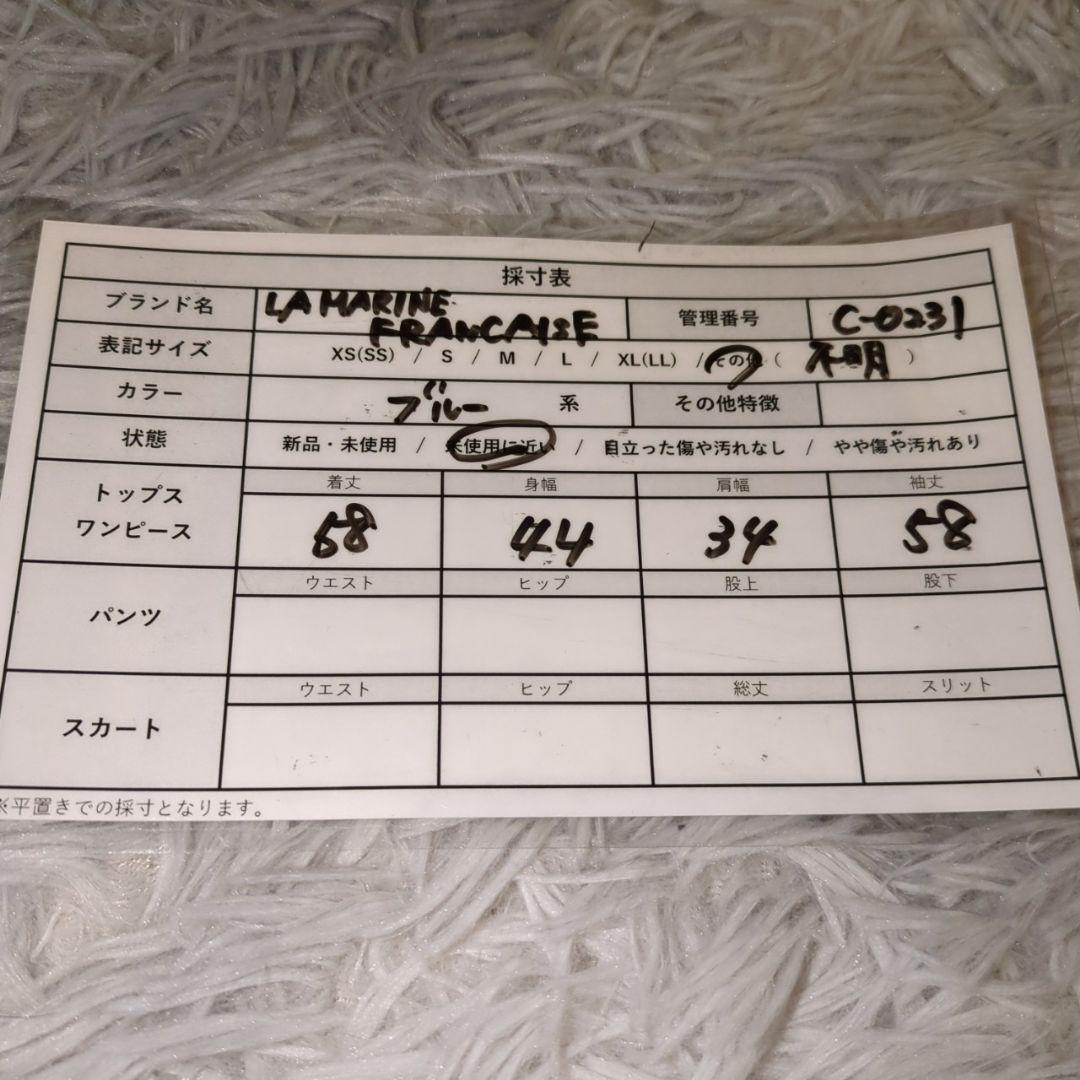 採寸表
ブランド名 LA MARINE FRANCAISE 管理番号 C-0231
表記サイズ XS(SS) / S / M / L / XL(LL) / その他 ( 不明 )
カラー ブルー 系 その他特徴
状態 新品・未使用 / 未使用に近い / 目立った傷や汚れなし / やや傷や汚れあり
トップス ワンピース 着丈 身幅 肩幅 袖丈
58 44 34 58
パンツ ウエスト ヒップ 股上 股下
スカート ウエスト ヒップ 総丈 スリット
※平置きでの採寸となります。